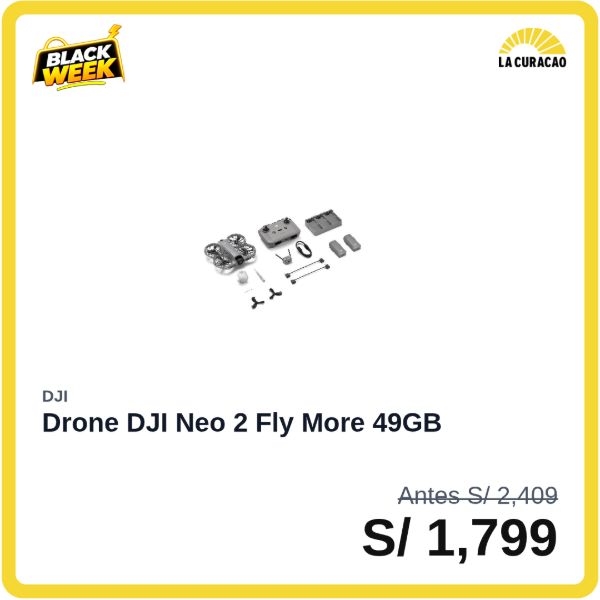 BLACK
WEEK
LA CURACAO
DJI
Drone DJI Neo 2 Fly More 49GB
Antes S/ 2,409
S/ 1,799